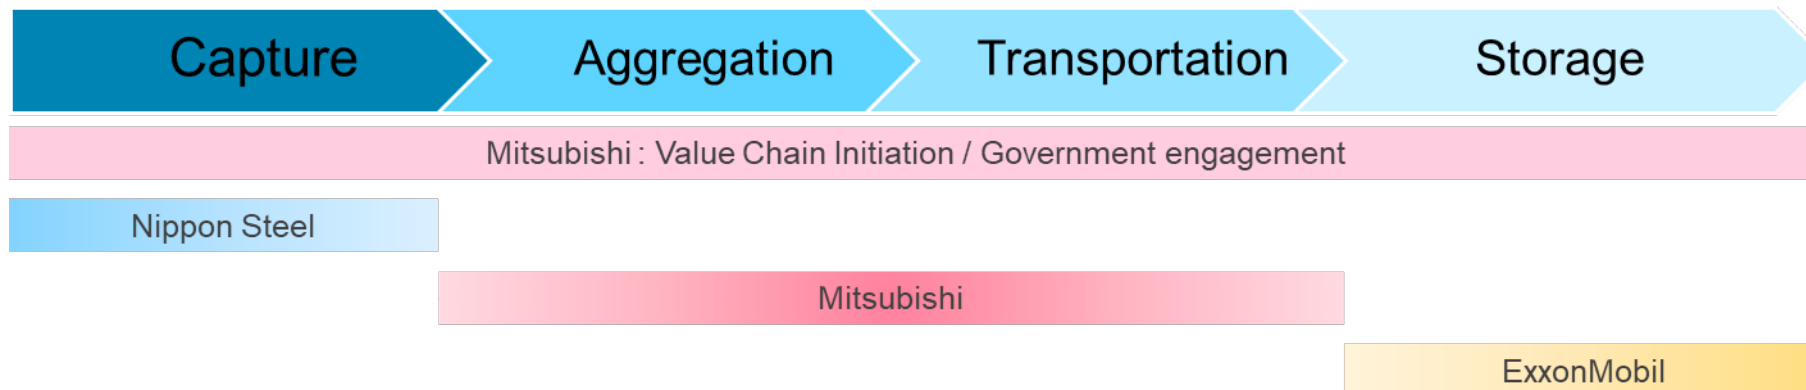 Capture Aggregation Transportation Storage
Mitsubishi : Value Chain Initiation / Government engagement
Nippon Steel
Mitsubishi
ExxonMobil